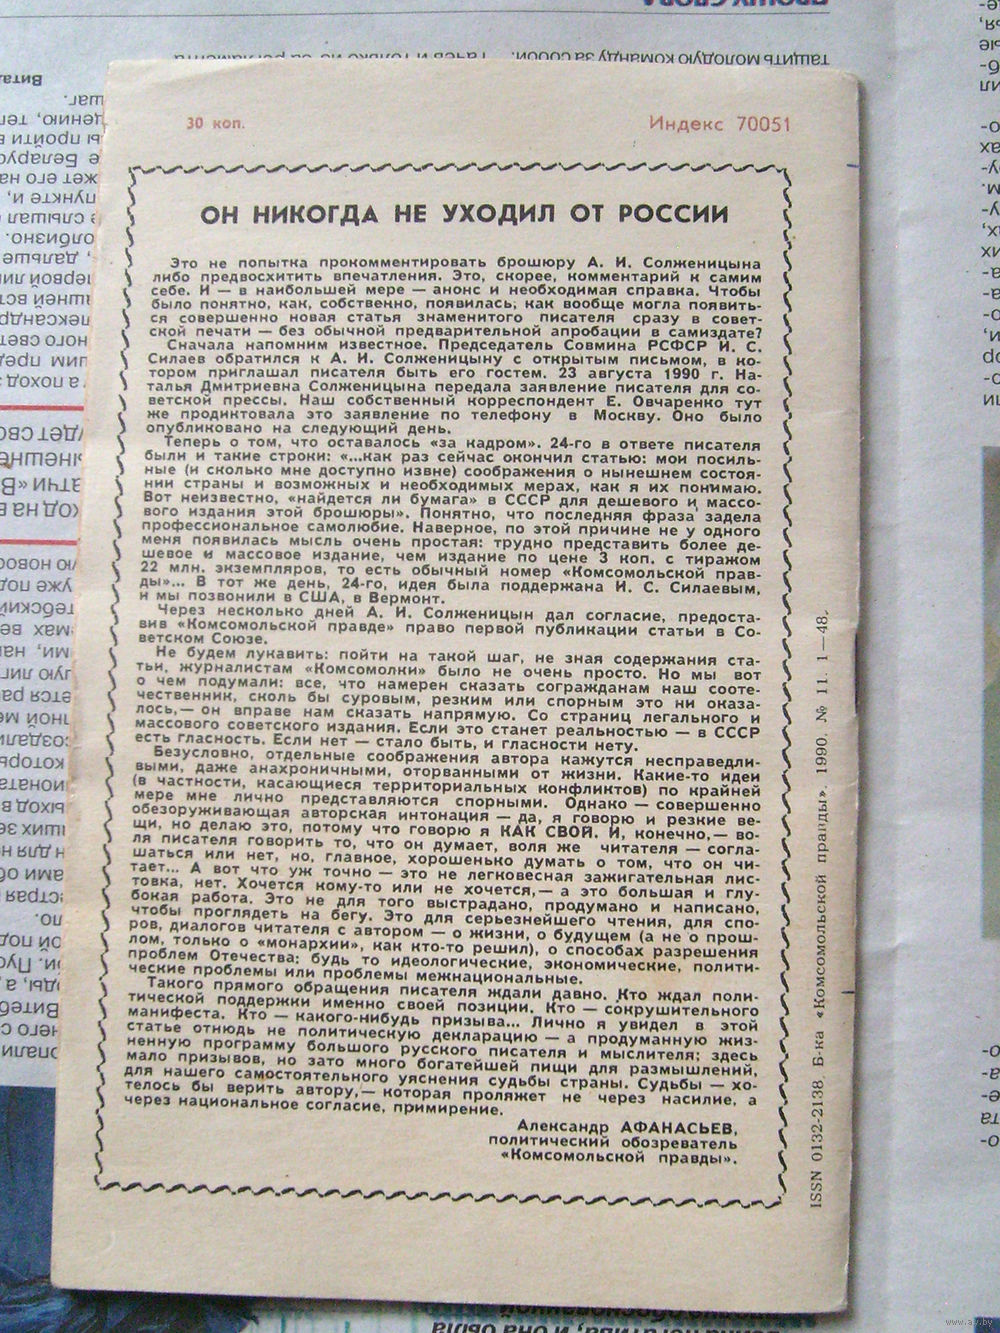 30 коп.
Индекс 70051
ОН НИКОГДА НЕ УХОДИЛ ОТ РОССИИ
Это не попытка прокомментировать брошюру А. И. Солженицына
либо предвосхитить впечатления. Это, скорее, комментарий к самим
себе. И — в наибольшей мере — анонс и необходимая справка. Чтобы
было понятно, как, собственно, появилась, как вообще могла появить-
ся совершенно новая статья знаменитого писателя сразу в совет-
ской печати — без обычной предварительной апробации в самиздате?
Сначала напомним известное. Председатель Совмина РСФСР И. С.
Силаев обратился к А. И. Солженицыну с открытым письмом, в ко-
тором приглашал писателя быть его гостем. 23 августа 1990 г. На-
талья Дмитриевна Солженицына передала заявление писателя для со-
ветской прессы. Наш собственный корреспондент Е. Овчаренко тут
же продиктовала это заявление по телефону в Москву. Оно было
опубликовано на следующий день.
Теперь о том, что оставалось «за кадром». 24-го в ответе писателя
были и такие строки: «...как раз сейчас окончил статью: мои посиль-
ные (и сколько мне доступно извне) соображения о нынешнем состоя-
нии страны и возможных и необходимых мерах, как я их понимаю.
Вот неизвестно, «найдется ли бумага» в СССР для дешевого и массо-
вого издания этой брошюры». Понятно, что последняя фраза задела
профессиональное самолюбие. Наверное, по этой причине не у одного
меня появилась мысль очень простая: трудно представить более де-
шевое и массовое издание, чем издание по цене 3 коп. с тиражом
22 млн. экземпляров, то есть обычный номер «Комсомольской прав-
ды»... В тот же день, 24-го, идея была поддержана И. С. Силаевым,
и мы позвонили в США, в Вермонт.
Через несколько дней А. И. Солженицын дал согласие, предоста-
вив «Комсомольской правде» право первой публикации статьи в Со-
ветском Союзе.
Не будем лукавить: пойти на такой шаг, не зная содержания ста-
тьи, журналистам «Комсомолки» было не очень просто. Но мы вот
о чем подумали: все, что намерен сказать согражданам наш сооте-
чественник, сколь бы суровым, резким или спорным это ни оказа-
лось,— он вправе нам сказать напрямую. Со страниц легального и
массового советского издания. Если это станет реальностью — в СССР
есть гласность. Если нет — стало быть, и гласности нету.
Безусловно, отдельные соображения автора кажутся несправедли-
выми, даже анахроничными, оторванными от жизни. Какие-то идеи
(в частности, касающиеся территориальных конфликтов) по крайней
мере мне лично представляются спорными. Однако — совершенно
обезоруживающая авторская интонация — да, я говорю и резкие ве-
щи, но делаю это, потому что говорю я КАК СВОЙ. И, конечно,— во-
ля писателя говорить то, что он думает, воля же читателя — согла-
шаться или нет, но, главное, хорошенько думать о том, что он чи-
тает... А вот что уж точно — это не легковесная зажигательная лис-
товка, нет. Хочется кому-то или не хочется,— а это большая и глу-
бокая работа. Это не для того выстрадано, продумано и написано,
чтобы проглядеть на бегу. Это для серьезнейшего чтения, для спо-
ров, диалогов читателя с автором — о жизни, о будущем (а не о прош-
лом, только о «монархии», как кто-то решил), о способах разрешения
проблем Отечества: будь то идеологические, экономические, полити-
ческие проблемы или проблемы межнациональные.
Такого прямого обращения писателя ждали давно. Кто ждал поли-
тической поддержки именно своей позиции. Кто — сокрушительного
манифеста. Кто — какого-нибудь призыва... Лично я увидел в этой
статье отнюдь не политическую декларацию — а продуманную жиз-
ненную программу большого русского писателя и мыслителя; здесь
мало призывов, но зато много богатейшей пищи для размышлений,
для нашего самостоятельного уяснения судьбы страны. Судьбы — хо-
телось бы верить автору,— которая проляжет не через насилие, а
через национальное согласие, примирение.
Александр АФАНАСЬЕВ,
политический обозреватель
«Комсомольской правды».
ISSN 0132-2138. Б-ка «Комсомольской правды». 1990. № 11. 1—48.
www.ay.by